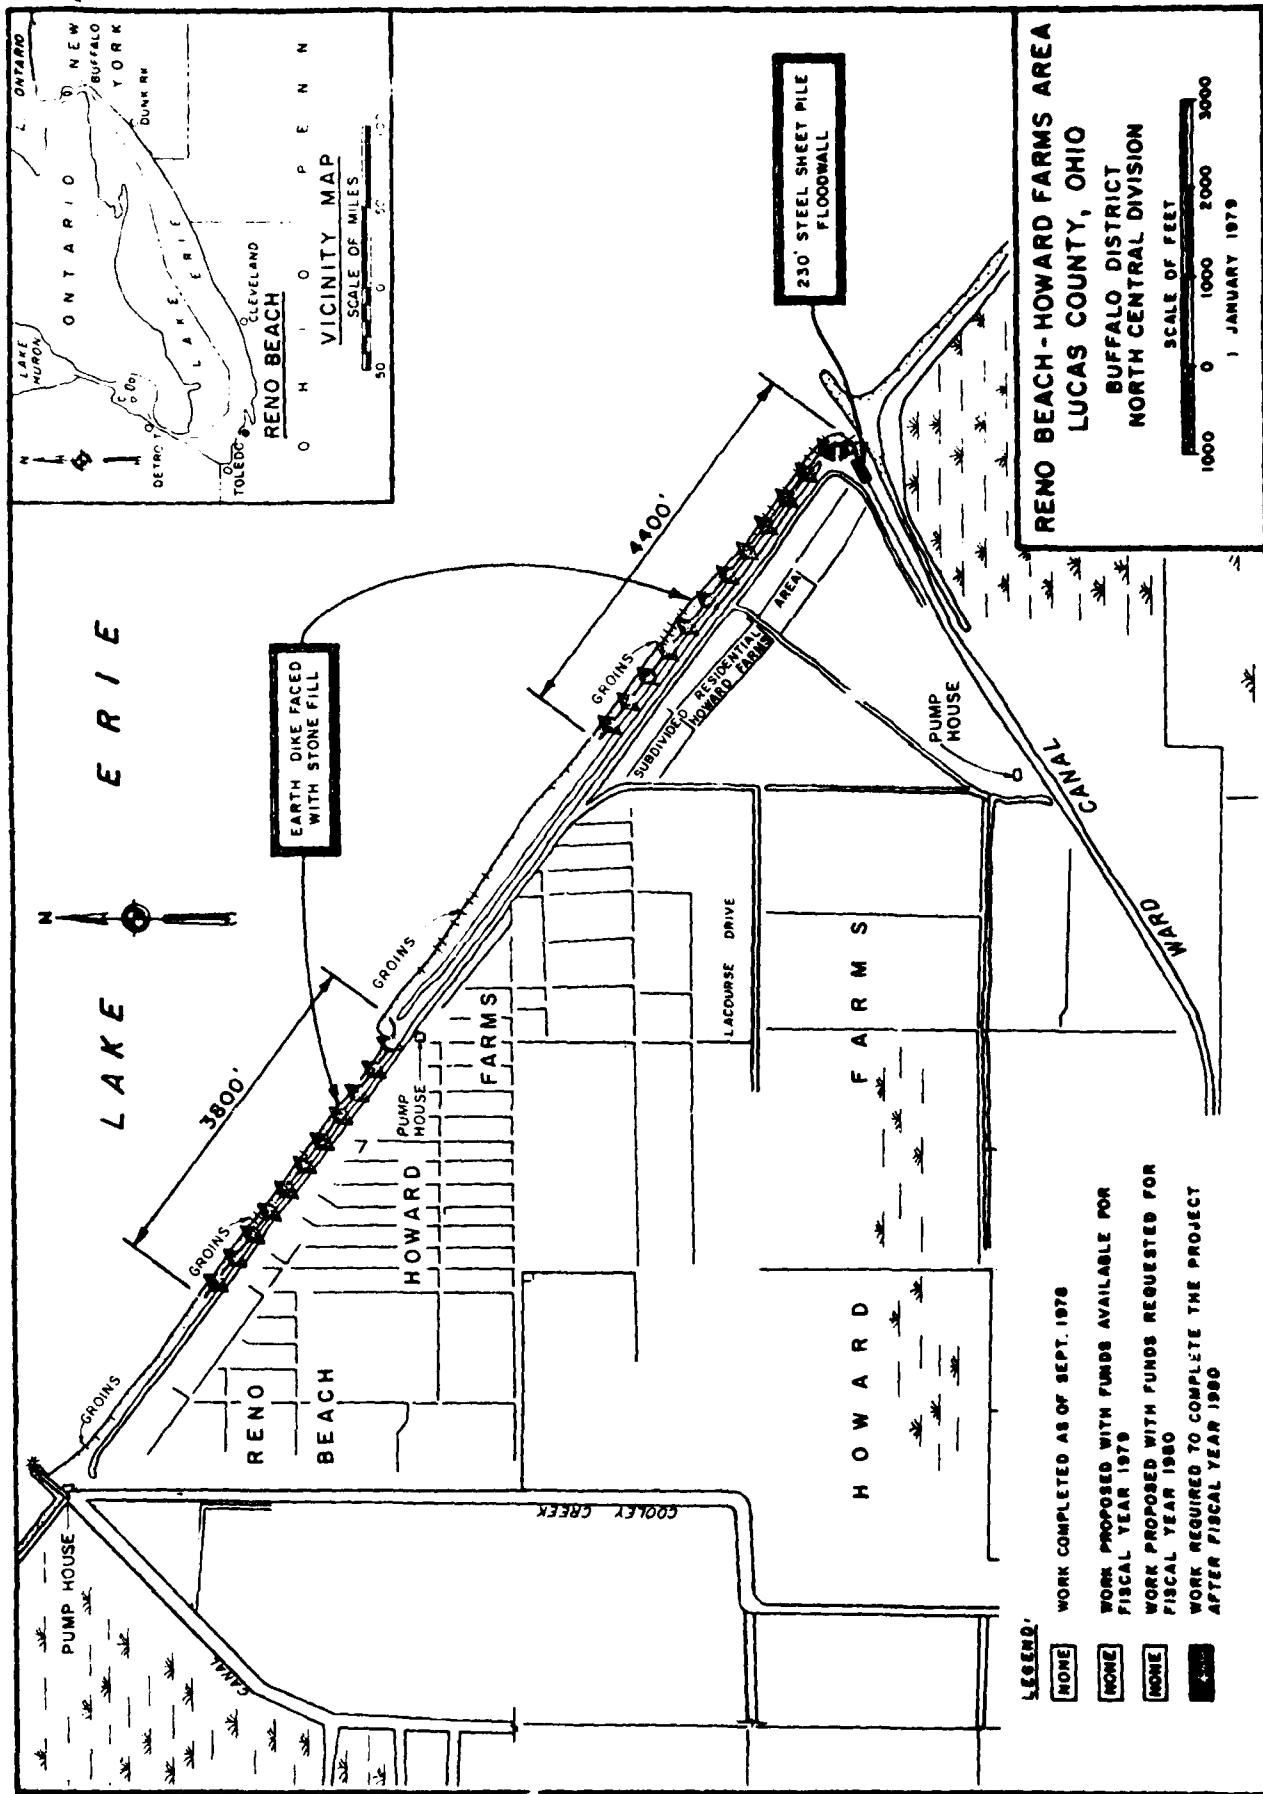 LAKE ERIE
N
EARTH DIKE FACED
WITH STONE FILL
230' STEEL SHEET PILE
FLOODWALL
3800'
4400'
GROINS
GROINS
GROINS
GROINS
PUMP HOUSE
PUMP
HOUSE
PUMP
HOUSE
CANAL
COOLEY CREEK
RENO
BEACH
HOWARD FARMS
HOWARD FARMS
LACOURSE DRIVE
SUBDIVIDED RESIDENTIAL AREA
HOWARD FARMS
WARD CANAL
LAKE
HURON
ONTARIO
L. ONTARIO
NEW
YORK
BUFFALO
DUNKRK
LAKE ERIE
DETROIT
TOLEDO
CLEVELAND
RENO BEACH
OHIO
PENN
N
VICINITY MAP
SCALE OF MILES
50 0 50
LEGEND:
NONE WORK COMPLETED AS OF SEPT. 1978
NONE WORK PROPOSED WITH FUNDS AVAILABLE FOR
FISCAL YEAR 1979
NONE WORK PROPOSED WITH FUNDS REQUESTED FOR
FISCAL YEAR 1980
WORK REQUIRED TO COMPLETE THE PROJECT
AFTER FISCAL YEAR 1980
RENO BEACH-HOWARD FARMS AREA
LUCAS COUNTY, OHIO
BUFFALO DISTRICT
NORTH CENTRAL DIVISION
SCALE OF FEET
1000 0 1000 2000 3000
1 JANUARY 1979